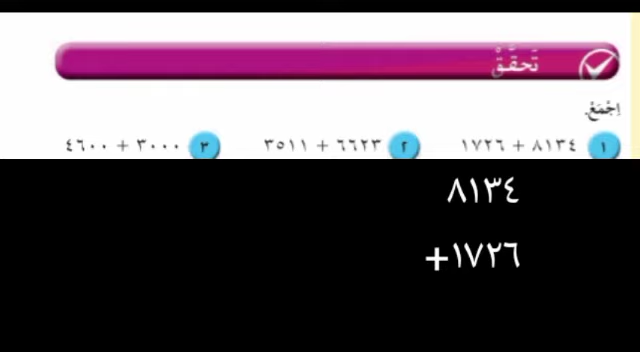 تَحَقَّقْ
اِجْمَعْ.
١ ٨١٣٤ + ١٧٢٦ ٢ ٦٦٢٣ + ٣٥١١ ٣ ٣٠٠٠ + ٤٦٠٠
٨١٣٤
+١٧٢٦